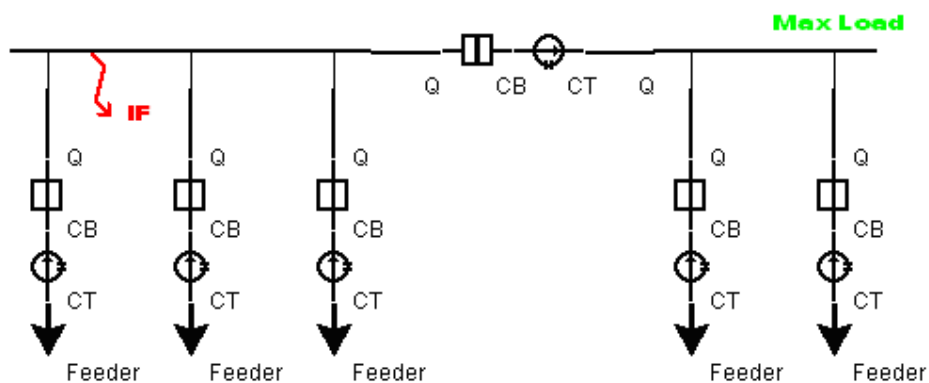 Max Load
Q CB CT Q
IF
Q Q Q Q Q
CB CB CB CB CB
CT CT CT CT CT
Feeder Feeder Feeder Feeder Feeder